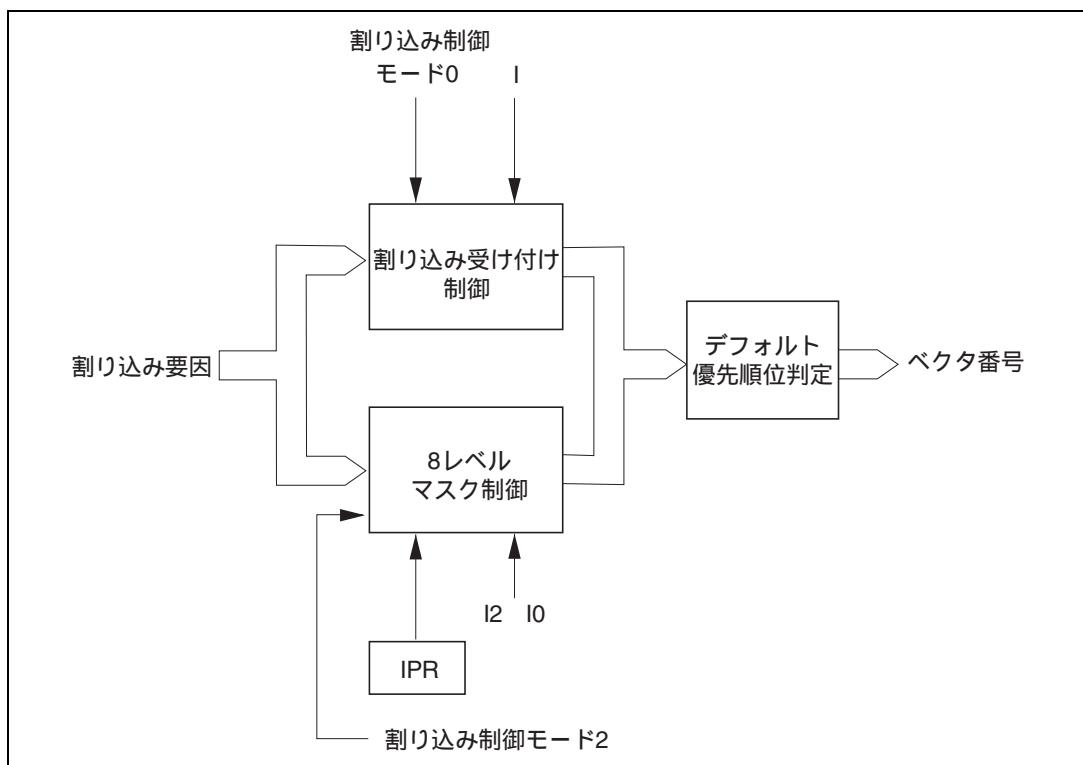 割り込み制御
モード0 I
割り込み受け付け
制御
デフォルト
優先順位判定
ベクタ番号
割り込み要因
8レベル
マスク制御
I2 I0
IPR
割り込み制御モード2